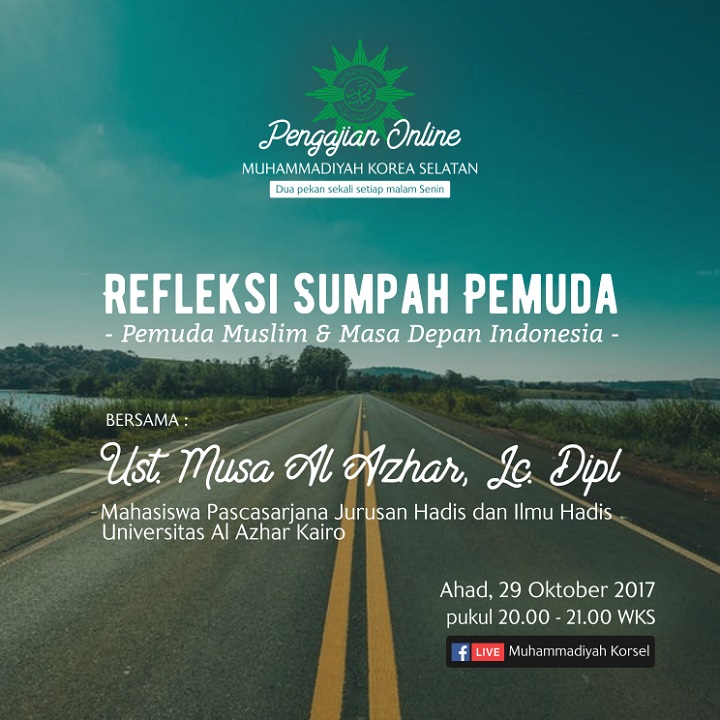 Pengajian Online
MUHAMMADIYAH KOREA SELATAN
Dua pekan sekali setiap malam Senin
REFLEKSI SUMPAH PEMUDA
- Pemuda Muslim & Masa Depan Indonesia -
BERSAMA :
Ust. Musa Al Azhar, Lc. Dipl
Mahasiswa Pascasarjana Jurusan Hadis dan Ilmu Hadis
Universitas Al Azhar Kairo
Ahad, 29 Oktober 2017
pukul 20.00 - 21.00 WKS
f LIVE Muhammadiyah Korsel